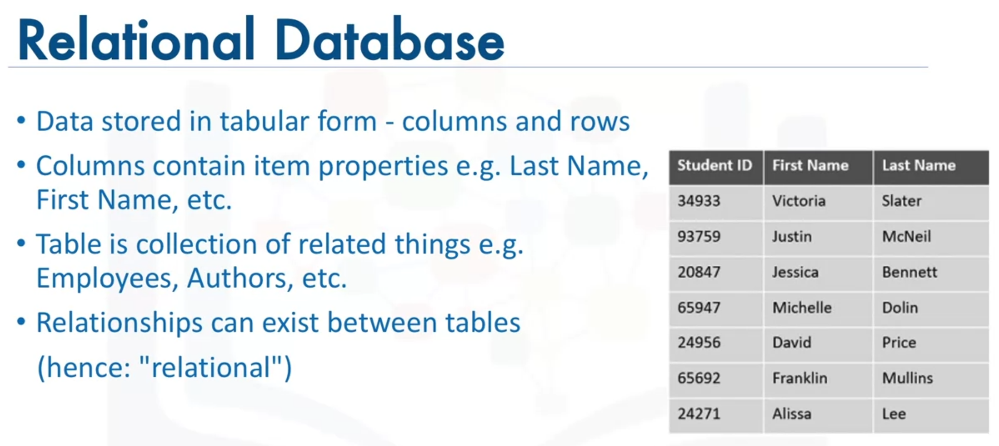 Relational Database
• Data stored in tabular form - columns and rows
• Columns contain item properties e.g. Last Name,
First Name, etc.
• Table is collection of related things e.g.
Employees, Authors, etc.
• Relationships can exist between tables
(hence: "relational")
Student ID First Name Last Name
34933 Victoria Slater
93759 Justin McNeil
20847 Jessica Bennett
65947 Michelle Dolin
24956 David Price
65692 Franklin Mullins
24271 Alissa Lee